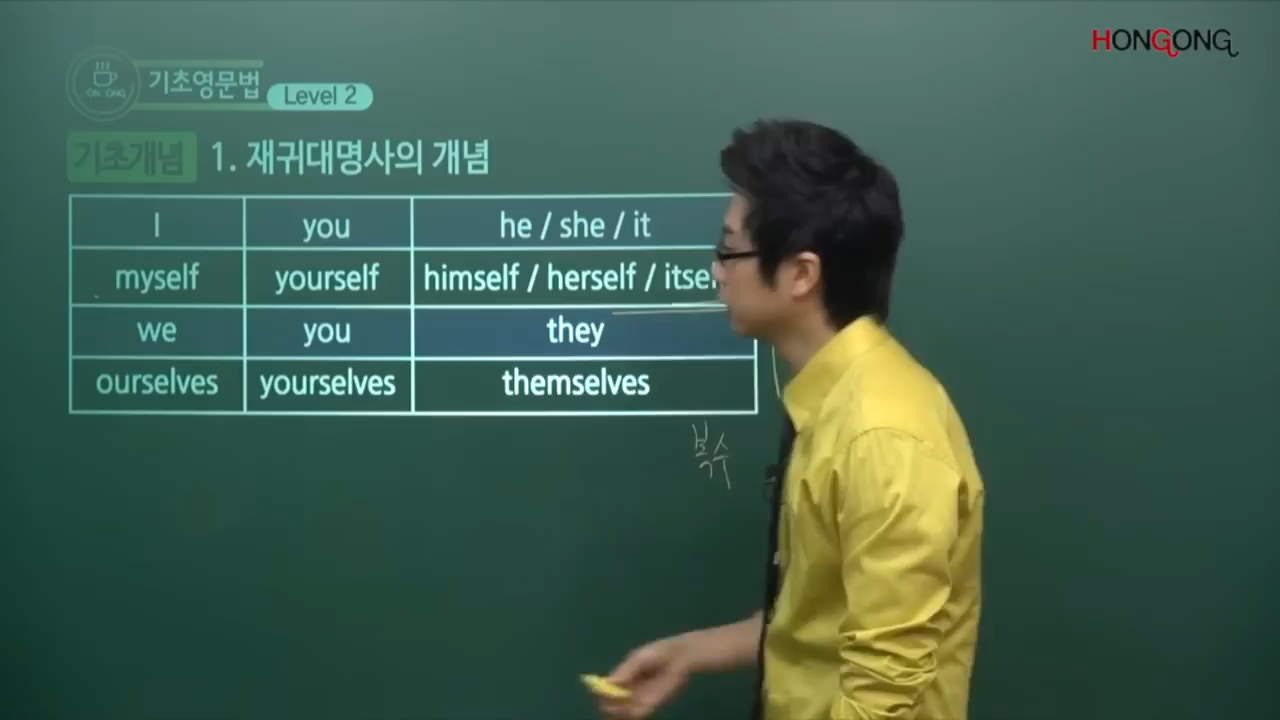 HONGONG
기초영문법
Level 2
기초개념 1. 재귀대명사의 개념
I you he / she / it
myself yourself himself / herself /
we you they
ourselves yourselves themselves
복수